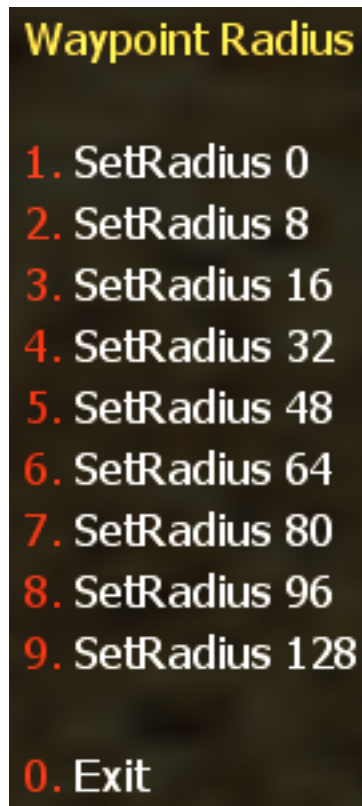 Waypoint Radius
1. SetRadius 0
2. SetRadius 8
3. SetRadius 16
4. SetRadius 32
5. SetRadius 48
6. SetRadius 64
7. SetRadius 80
8. SetRadius 96
9. SetRadius 128
0. Exit